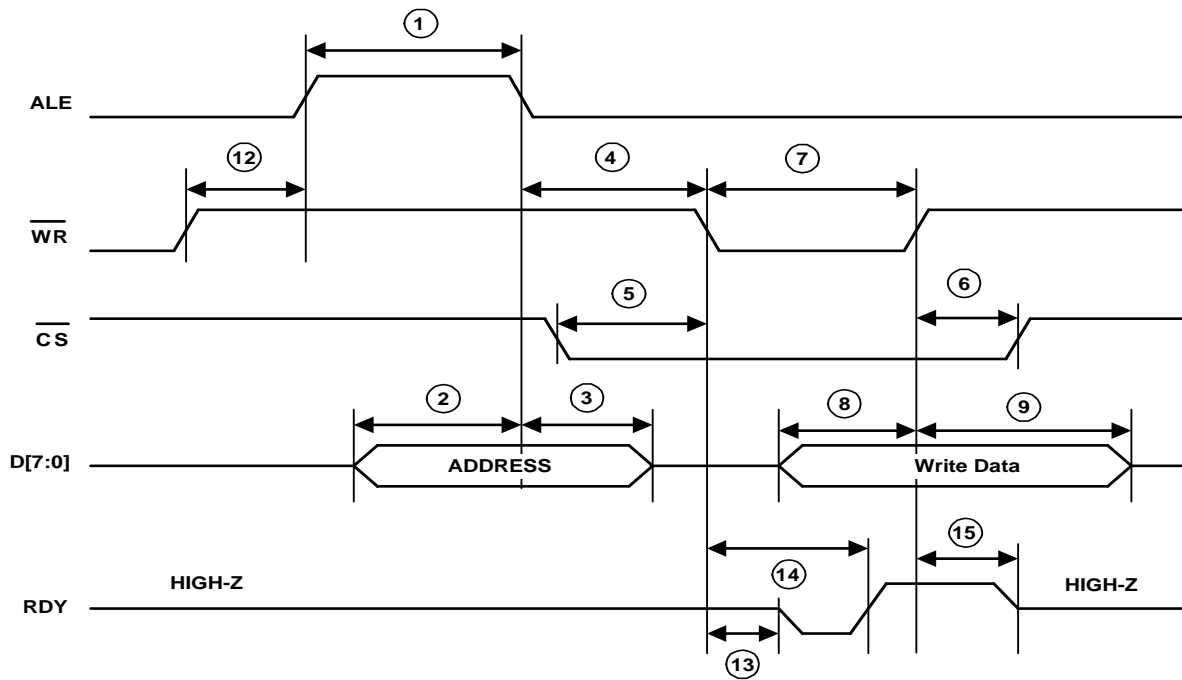 1
ALE
12
4
7
WR
5
6
CS
2
3
8
9
D[7:0]
ADDRESS
Write Data
15
HIGH-Z
14
HIGH-Z
RDY
13